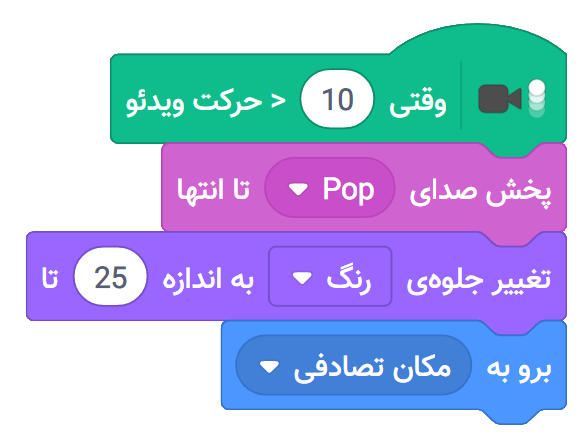 وقتی 10 < حرکت ویدئو
پخش صدای Pop تا انتها
تغییر جلوه‌ی رنگ به اندازه 25 تا
برو به مکان تصادفی